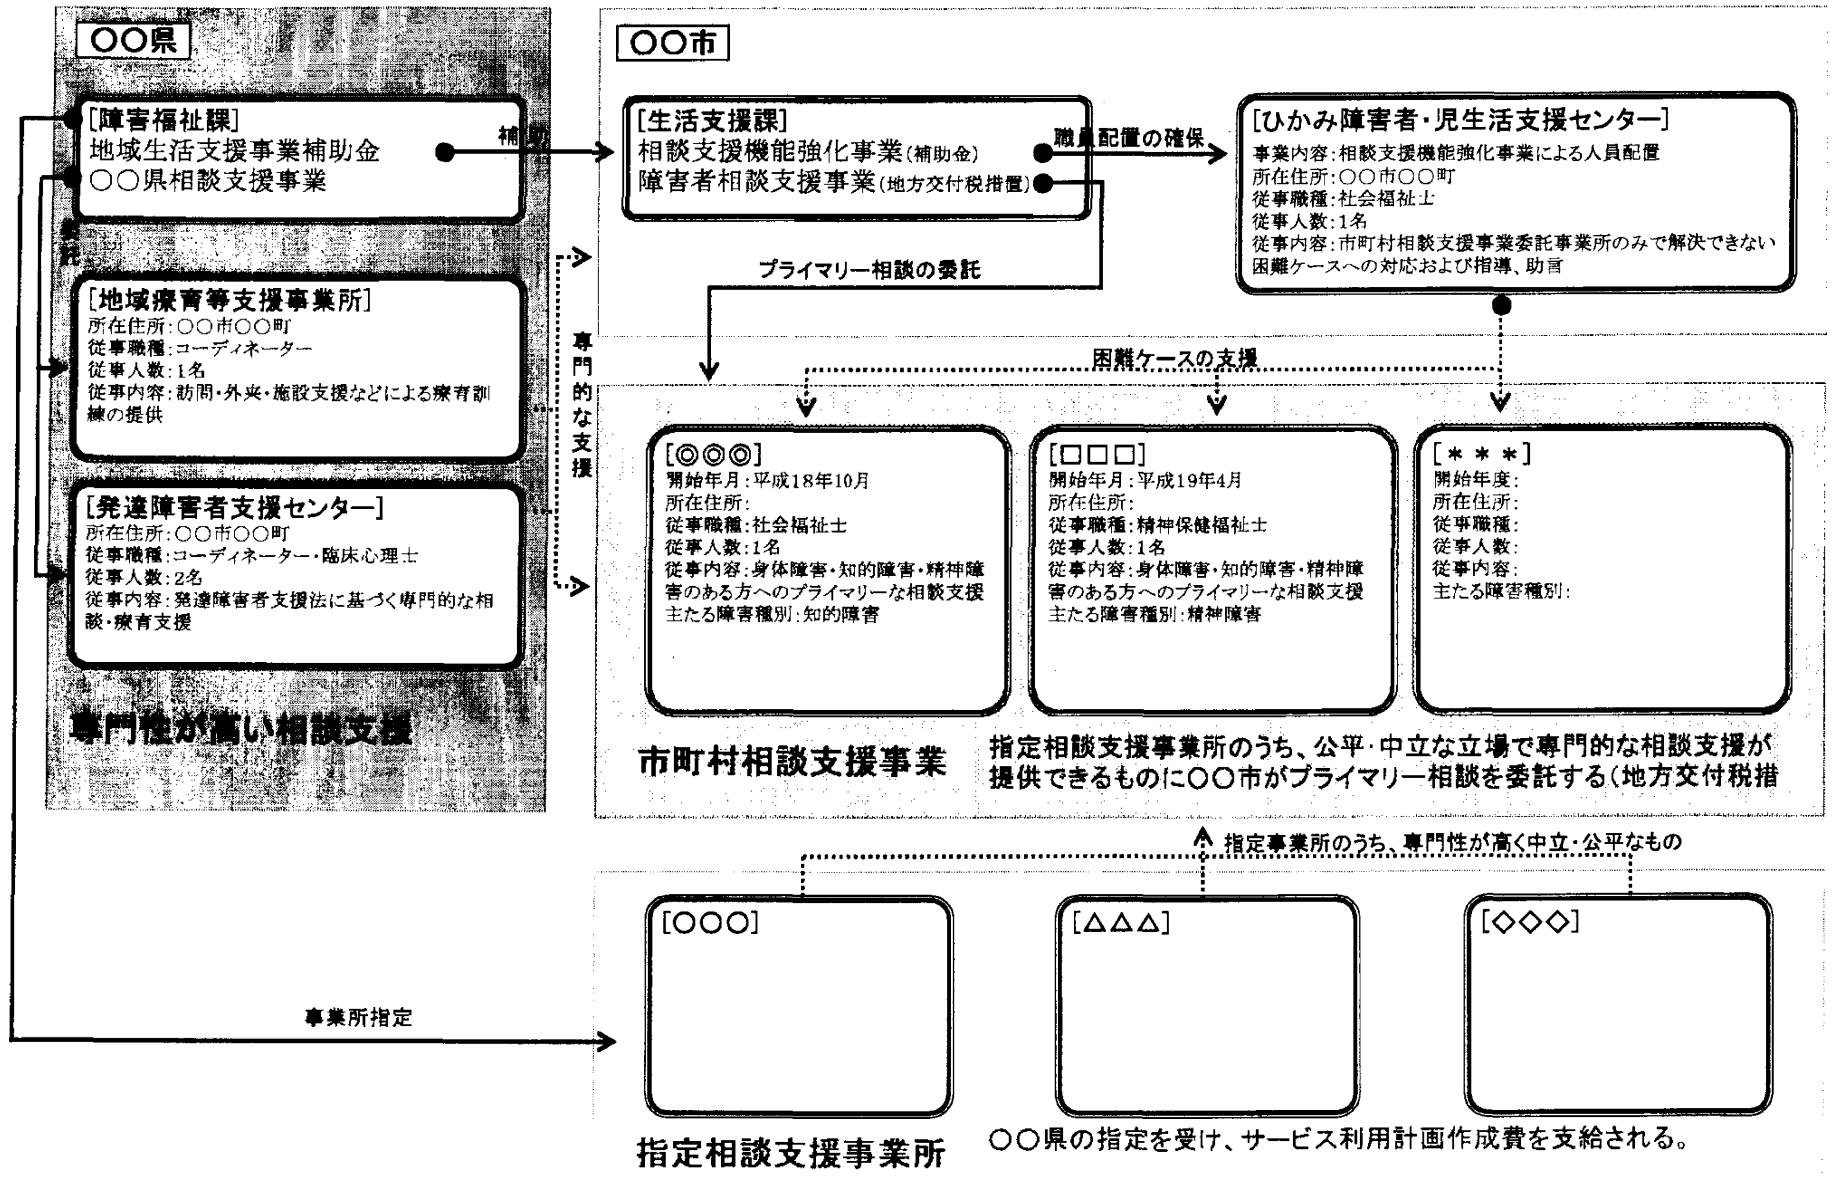 〇〇県
[障害福祉課]
地域生活支援事業補助金
〇〇県相談支援事業
補助
委託
[地域療育等支援事業所]
所在住所:〇〇市〇〇町
従事職種:コーディネーター
従事人数:1名
従事内容:訪問・外来・施設支援などによる療育訓
練の提供
[発達障害者支援センター]
所在住所:〇〇市〇〇町
従事職種:コーディネーター・臨床心理士
従事人数:2名
従事内容:発達障害者支援法に基づく専門的な相
談・療育支援
専門性が高い相談支援
専門的な支援
〇〇市
[生活支援課]
相談支援機能強化事業(補助金)
障害者相談支援事業(地方交付税措置)
職員配置の確保
[ひかみ障害者・児生活支援センター]
事業内容:相談支援機能強化事業による人員配置
所在住所:〇〇市〇〇町
従事職種:社会福祉士
従事人数:1名
従事内容:市町村相談支援事業委託事業所のみで解決できない
困難ケースへの対応および指導、助言
プライマリー相談の委託
困難ケースの支援
[◎◎◎]
開始年月:平成18年10月
所在住所:
従事職種:社会福祉士
従事人数:1名
従事内容:身体障害・知的障害・精神障
害のある方へのプライマリーな相談支援
主たる障害種別:知的障害
[□□□]
開始年月:平成19年4月
所在住所:
従事職種:精神保健福祉士
従事人数:1名
従事内容:身体障害・知的障害・精神障
害のある方へのプライマリーな相談支援
主たる障害種別:精神障害
[＊＊＊]
開始年度:
所在住所:
従事職種:
従事人数:
従事内容:
主たる障害種別:
市町村相談支援事業
指定相談支援事業所のうち、公平・中立な立場で専門的な相談支援が
提供できるものに〇〇市がプライマリー相談を委託する(地方交付税措
指定事業所のうち、専門性が高く中立・公平なもの
[〇〇〇]
[△△△]
[◇◇◇]
事業所指定
指定相談支援事業所
〇〇県の指定を受け、サービス利用計画作成費を支給される。